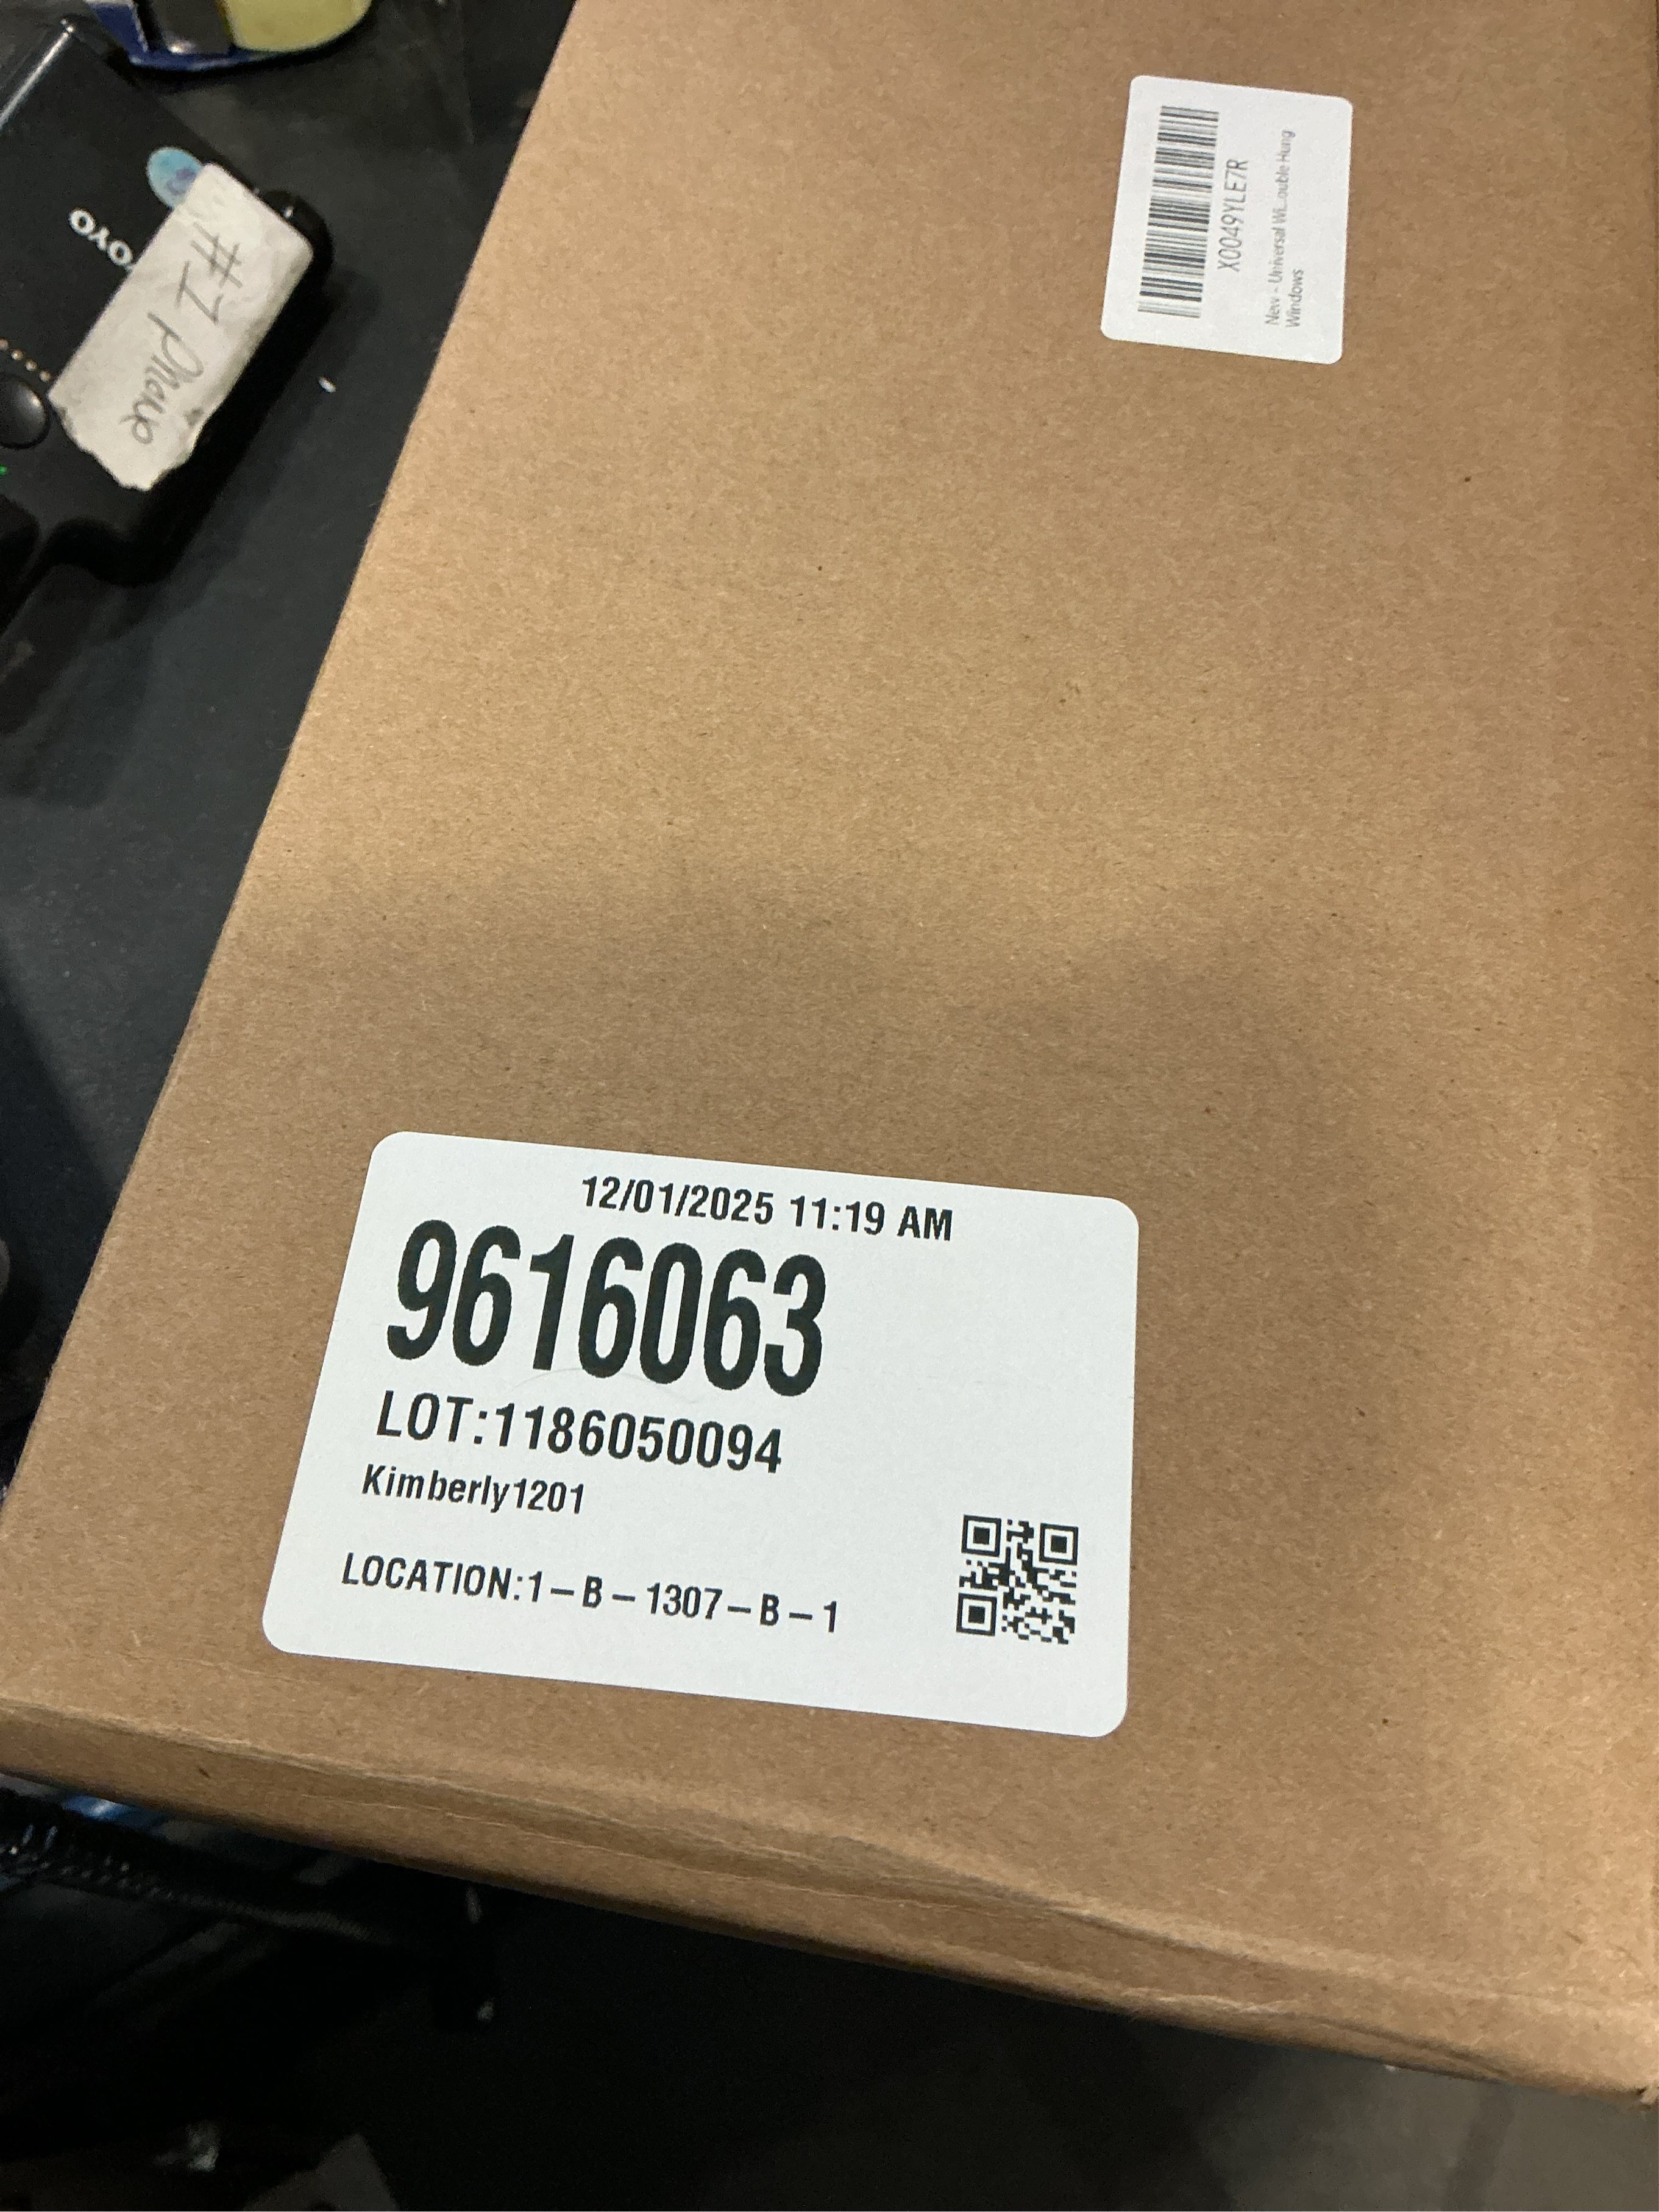 X0049YLE7R
New - Universal Wi...ouble Hung
Windows
#1 phone
12/01/2025 11:19 AM
9616063
LOT:1186050094
Kimberly1201
LOCATION:1-B-1307-B-1